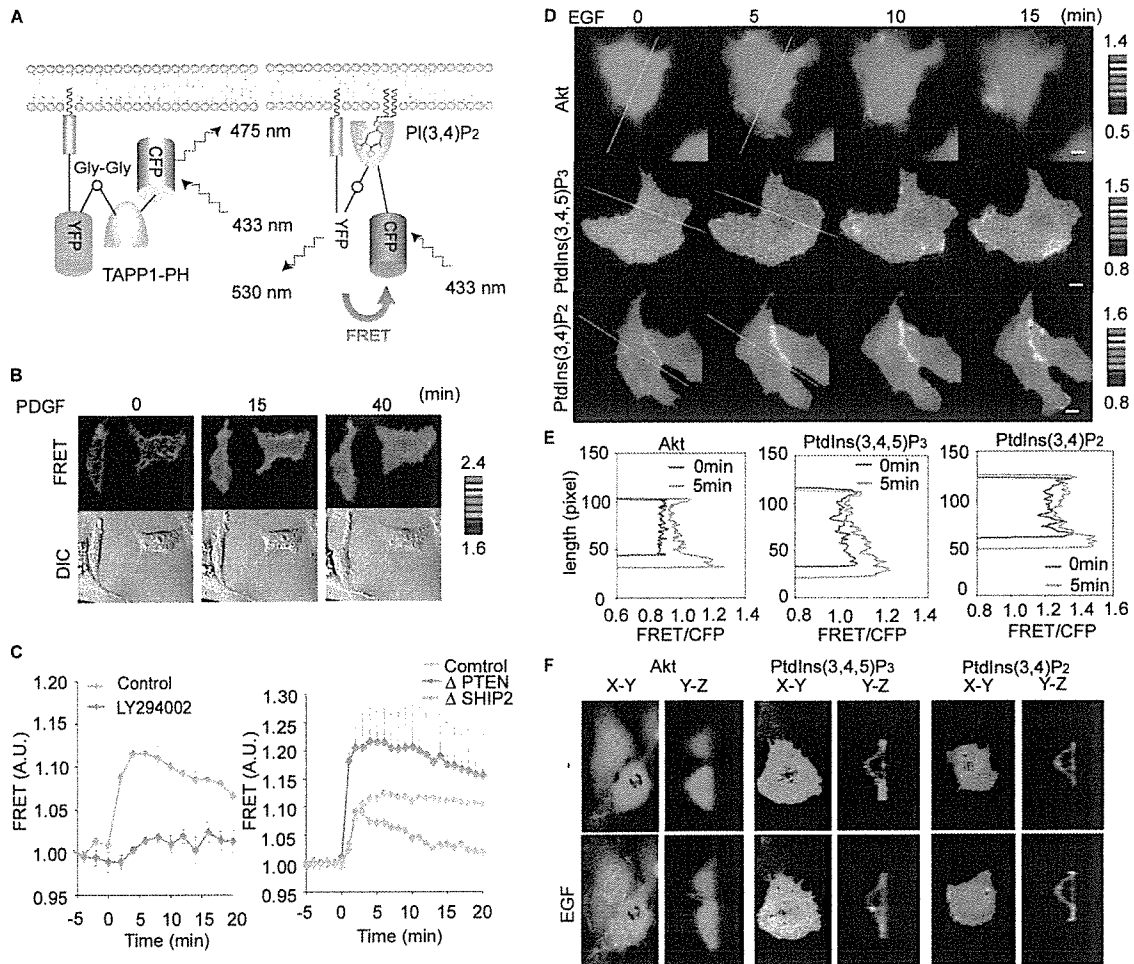 A
475 nm
Gly-Gly
CFP
433 nm
YFP
TAPP1-PH
PI(3,4)P2
YFP
CFP
530 nm
433 nm
FRET
B
PDGF 0 15 40 (min)
FRET
DIC
2.4
1.6
C
Control
LY294002
FRET (A.U.)
1.20
1.15
1.10
1.05
1.00
0.95
-5 0 5 10 15 20
Time (min)
Comtrol
Δ PTEN
Δ SHIP2
FRET (A.U.)
1.30
1.25
1.20
1.15
1.10
1.05
1.00
0.95
-5 0 5 10 15 20
Time (min)
D
EGF 0 5 10 15 (min)
Akt
1.4
0.5
PtdIns(3,4,5)P3
1.5
0.8
PtdIns(3,4)P2
1.6
0.8
E
Akt
0min
5min
length (pixel)
150
100
50
0
0.6 0.8 1.0 1.2 1.4
FRET/CFP
PtdIns(3,4,5)P3
0min
5min
150
100
50
0
1.0 1.2 1.4
FRET/CFP
PtdIns(3,4)P2
0min
5min
150
100
50
0
0.8 1.0 1.2 1.4 1.6
FRET/CFP
F
Akt PtdIns(3,4,5)P3 PtdIns(3,4)P2
X-Y Y-Z X-Y Y-Z X-Y Y-Z
-
EGF